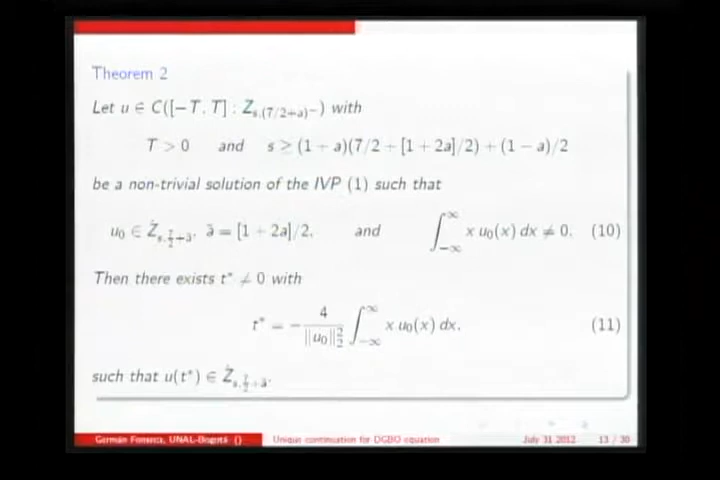 Theorem 2
Let u ∈ C([−T, T] : Ż_{s,(7/2+a)^−}) with
T > 0 and s ≥ (1 + a)(7/2 + [1 + 2a]/2) + (1 − a)/2
be a non-trivial solution of the IVP (1) such that
u₀ ∈ Ż_{s,7/2+ã}, ã = [1 + 2a]/2, and ∫_{−∞}^{∞} x u₀(x) dx ≠ 0. (10)
Then there exists t* ≠ 0 with
t* = − 4/||u₀||₂² ∫_{−∞}^{∞} x u₀(x) dx, (11)
such that u(t*) ∈ Ż_{s,7/2+ã}.
Germán Fonseca, UNAL-Bogotá () Unique continuation for DGBO equation July 31 2012 13 / 30